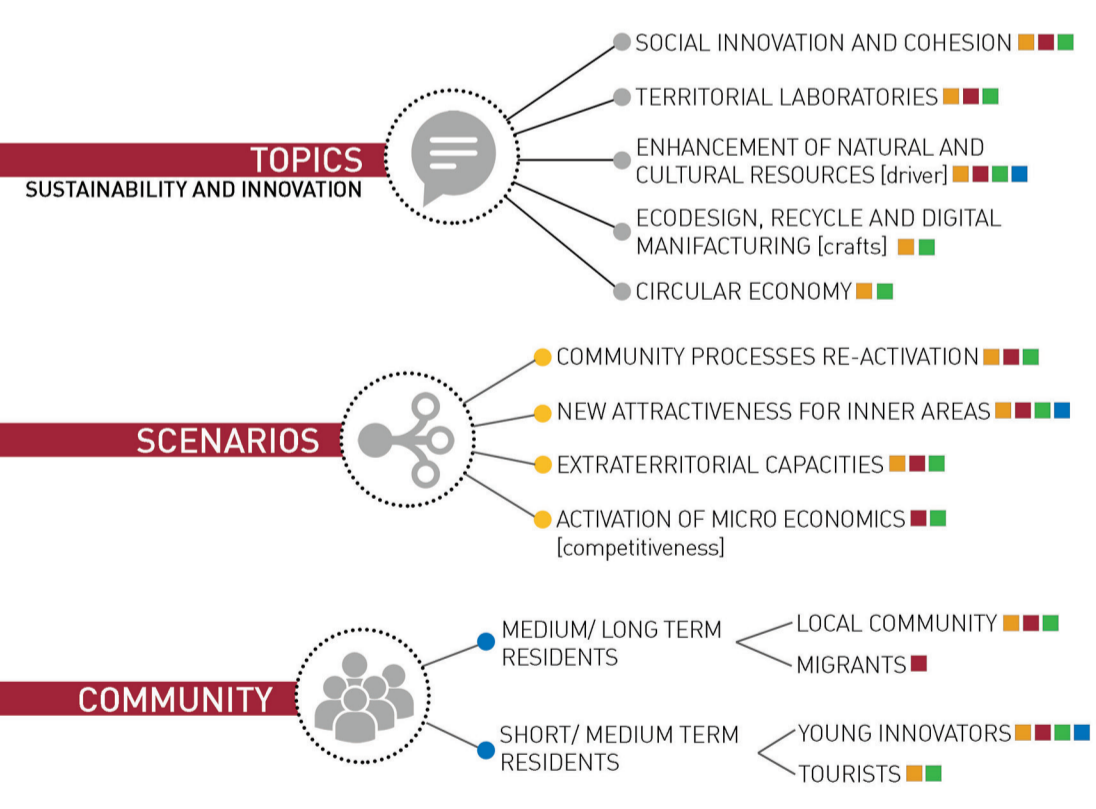 TOPICS
SUSTAINABILITY AND INNOVATION
SOCIAL INNOVATION AND COHESION
TERRITORIAL LABORATORIES
ENHANCEMENT OF NATURAL AND
CULTURAL RESOURCES [driver]
ECODESIGN, RECYCLE AND DIGITAL
MANIFACTURING [crafts]
CIRCULAR ECONOMY
SCENARIOS
COMMUNITY PROCESSES RE-ACTIVATION
NEW ATTRACTIVENESS FOR INNER AREAS
EXTRATERRITORIAL CAPACITIES
ACTIVATION OF MICRO ECONOMICS
[competitiveness]
COMMUNITY
MEDIUM/ LONG TERM
RESIDENTS
LOCAL COMMUNITY
MIGRANTS
SHORT/ MEDIUM TERM
RESIDENTS
YOUNG INNOVATORS
TOURISTS